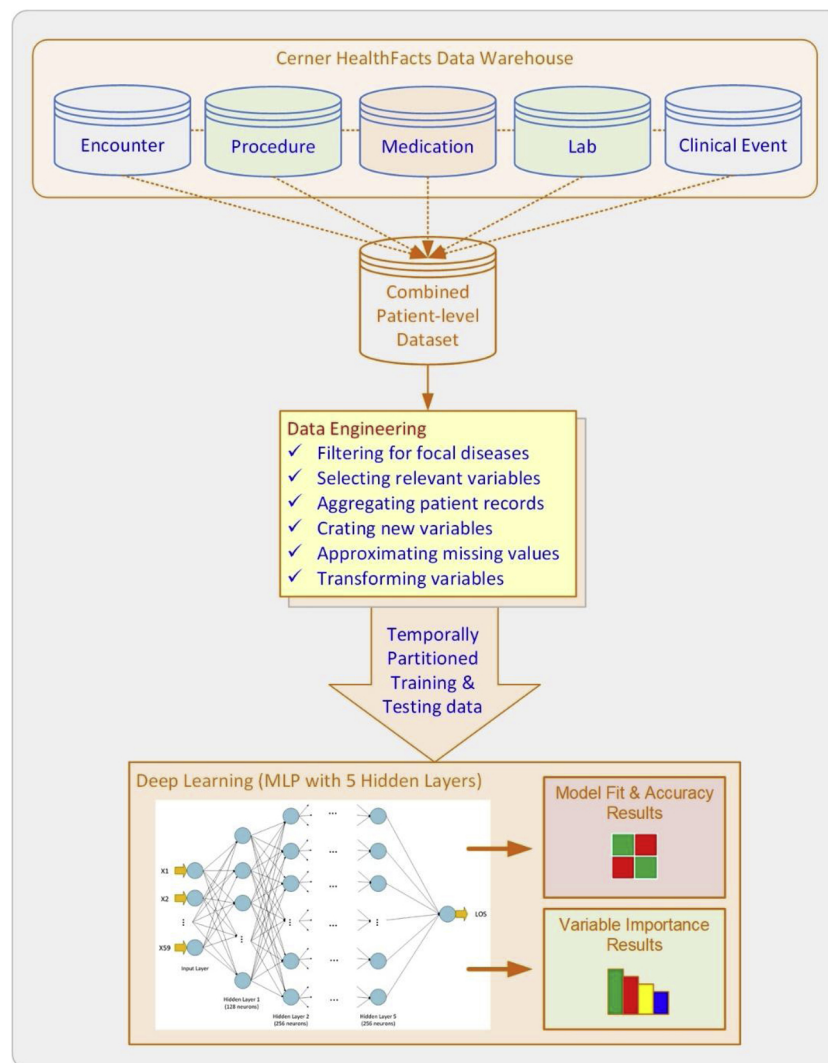 Cerner HealthFacts Data Warehouse
Encounter
Procedure
Medication
Lab
Clinical Event
Combined
Patient-level
Dataset
Data Engineering
✓ Filtering for focal diseases
✓ Selecting relevant variables
✓ Aggregating patient records
✓ Crating new variables
✓ Approximating missing values
✓ Transforming variables
Temporally
Partitioned
Training &
Testing data
Deep Learning (MLP with 5 Hidden Layers)
X1
X2
X59
Input Layer
Hidden Layer 1
(128 neurons)
Hidden Layer 2
(256 neurons)
Hidden Layer 5
(256 neurons)
LOS
Model Fit & Accuracy
Results
Variable Importance
Results